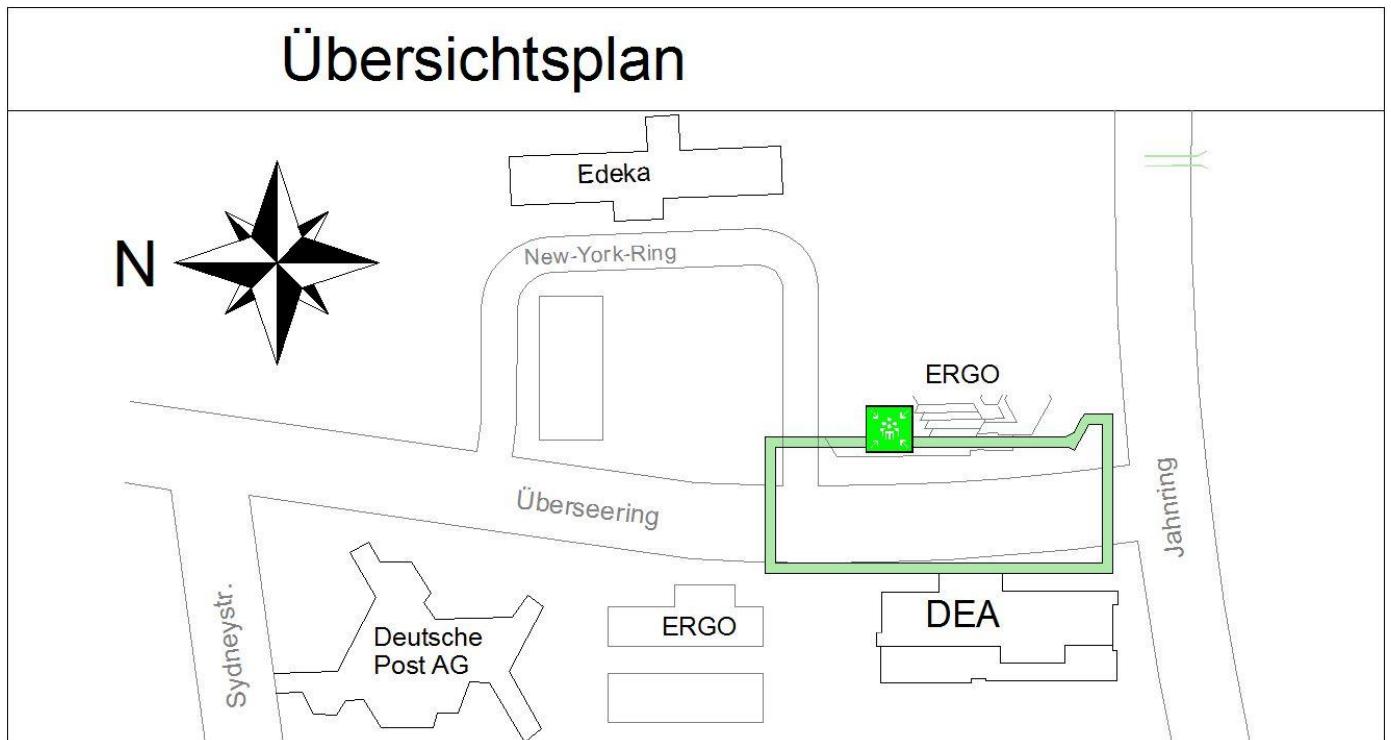 Übersichtsplan
Edeka
N
New-York-Ring
ERGO
Überseering
Jahnring
Sydneystr.
Deutsche
Post AG
ERGO
DEA